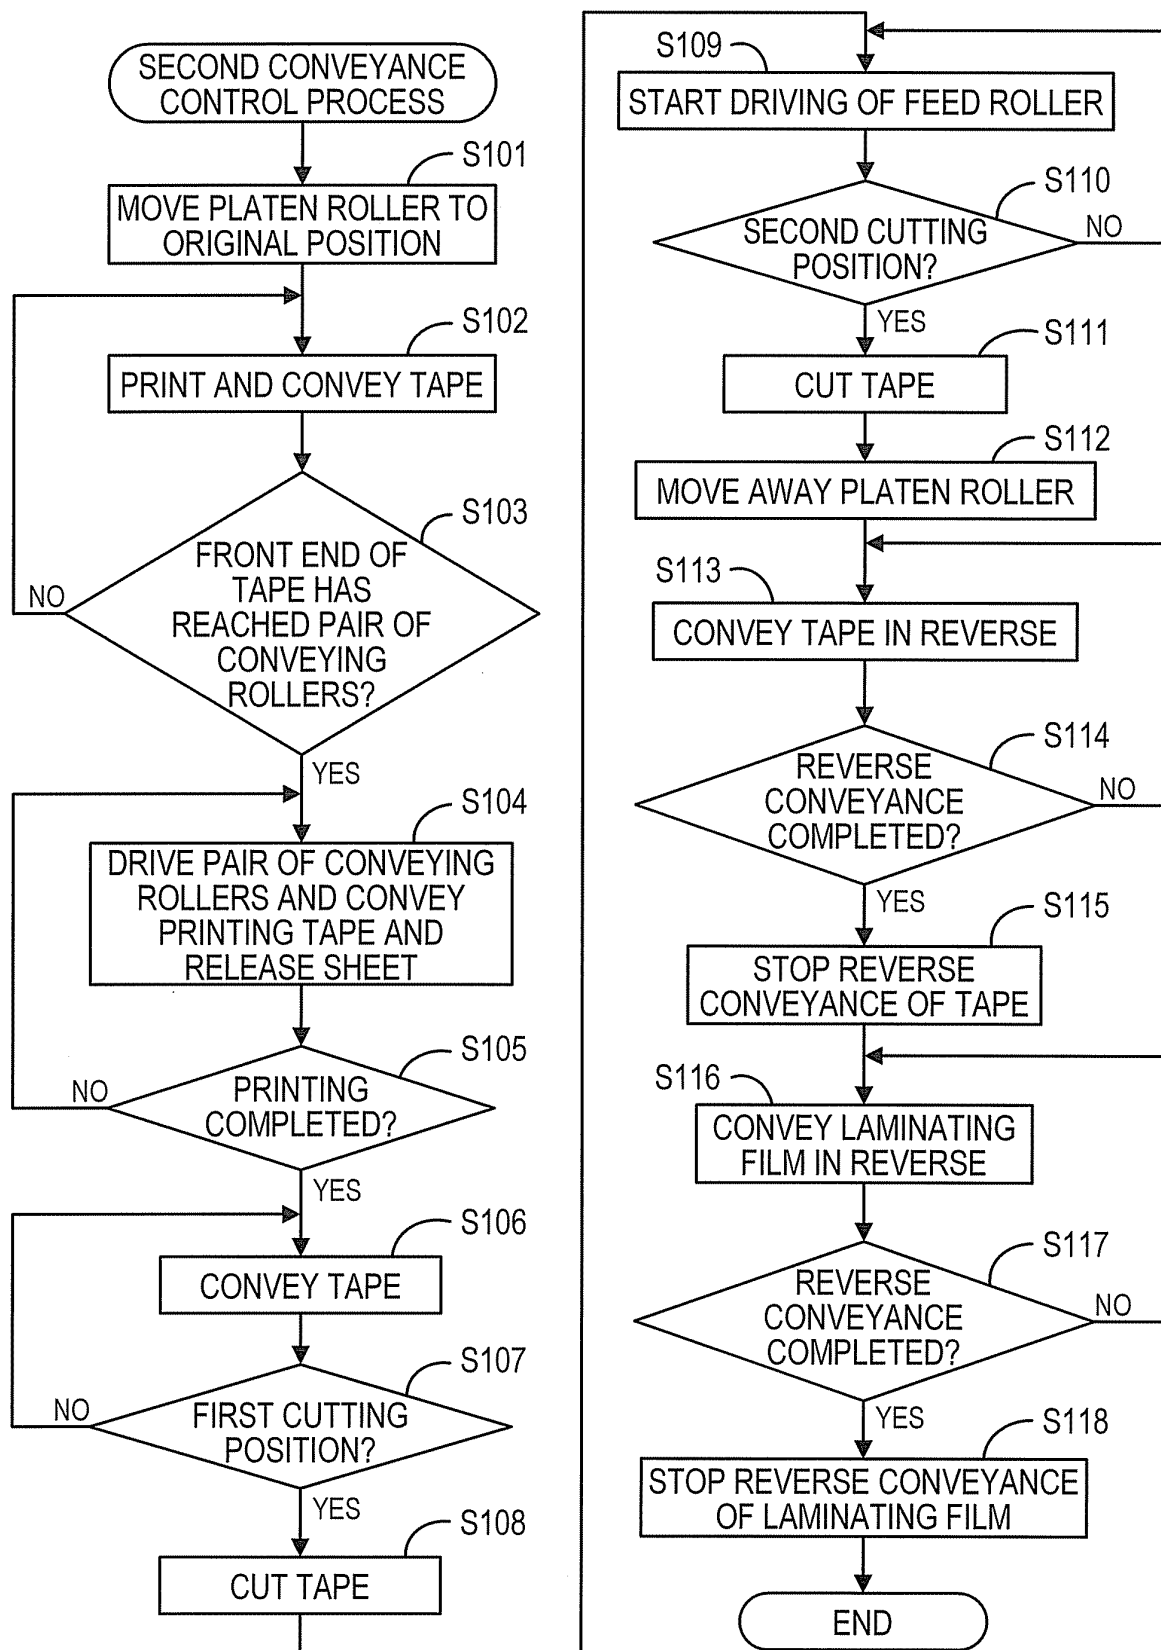 SECOND CONVEYANCE
CONTROL PROCESS
S101
MOVE PLATEN ROLLER TO
ORIGINAL POSITION
S102
PRINT AND CONVEY TAPE
S103
FRONT END OF
TAPE HAS
REACHED PAIR OF
CONVEYING
ROLLERS?
NO
YES
S104
DRIVE PAIR OF CONVEYING
ROLLERS AND CONVEY
PRINTING TAPE AND
RELEASE SHEET
S105
PRINTING
COMPLETED?
NO
YES
S106
CONVEY TAPE
S107
FIRST CUTTING
POSITION?
NO
YES
S108
CUT TAPE
S109
START DRIVING OF FEED ROLLER
S110
SECOND CUTTING
POSITION?
NO
YES
S111
CUT TAPE
S112
MOVE AWAY PLATEN ROLLER
S113
CONVEY TAPE IN REVERSE
S114
REVERSE
CONVEYANCE
COMPLETED?
NO
YES
S115
STOP REVERSE
CONVEYANCE OF TAPE
S116
CONVEY LAMINATING
FILM IN REVERSE
S117
REVERSE
CONVEYANCE
COMPLETED?
NO
YES
S118
STOP REVERSE CONVEYANCE
OF LAMINATING FILM
END